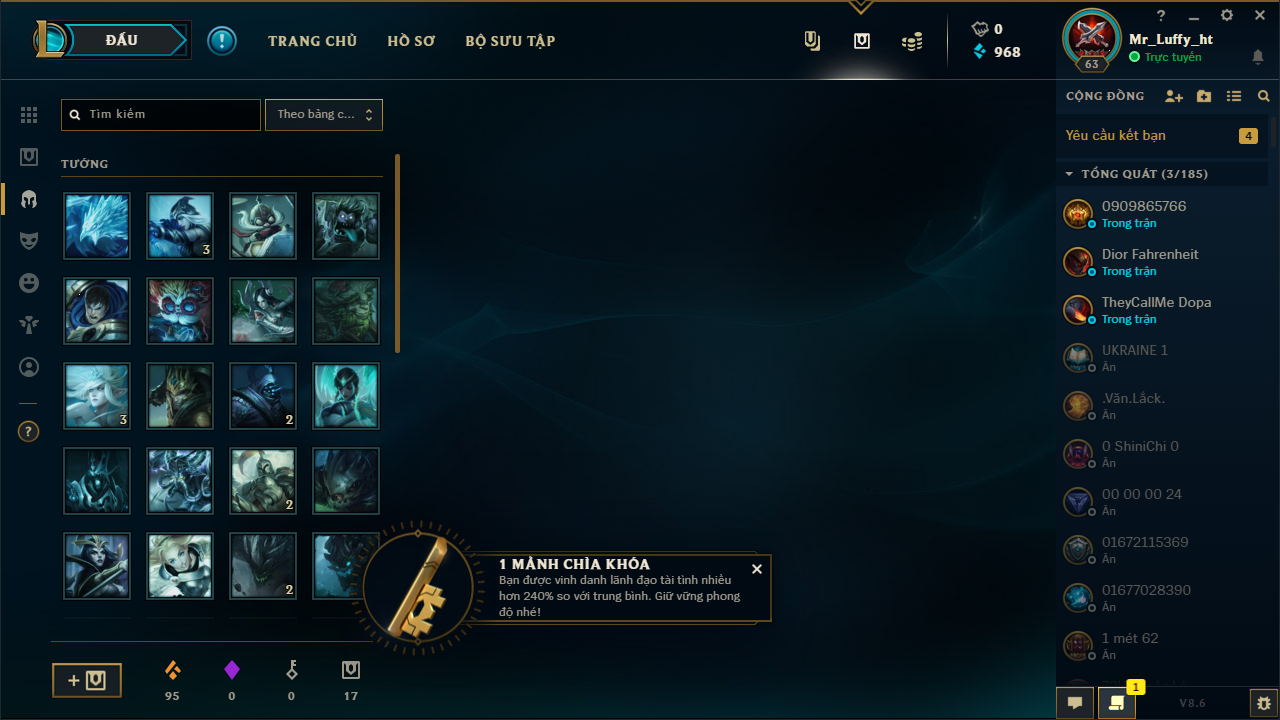 ĐẤU
TRANG CHỦ
HỒ SƠ
BỘ SƯU TẬP
0
968
63
Mr_Luffy_ht
Trực tuyến
Tìm kiếm
Theo bảng c...
TƯỚNG
3
3
2
2
2
1 MẢNH CHÌA KHÓA
Bạn được vinh danh lãnh đạo tài tình nhiều
hơn 240% so với trung bình. Giữ vững phong
độ nhé!
95
0
0
17
CỘNG ĐỒNG
Yêu cầu kết bạn
4
TỔNG QUÁT (3/185)
0909865766
Trong trận
Dior Fahrenheit
Trong trận
TheyCallMe Dopa
Trong trận
UKRAINE 1
Ẩn
.Văn.Lắck.
Ẩn
0 ShiniChi 0
Ẩn
00 00 00 24
Ẩn
01672115369
Ẩn
01677028390
Ẩn
1 mét 62
Ẩn
1
V8.6